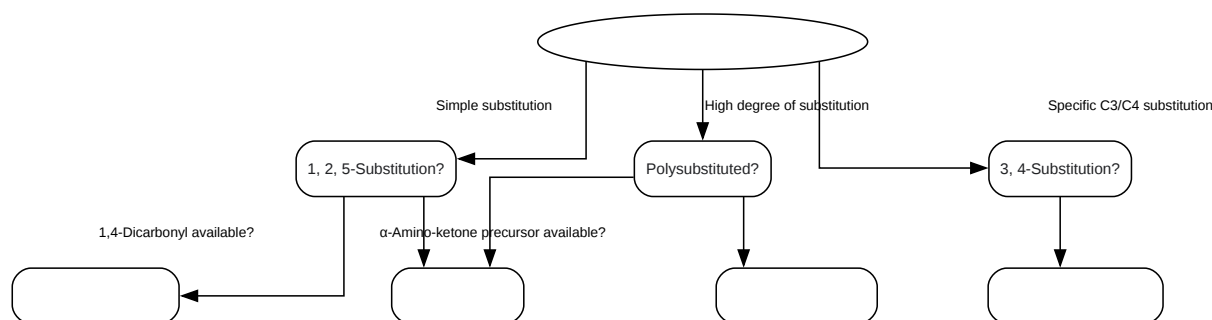 Simple substitution
High degree of substitution
Specific C3/C4 substitution
1, 2, 5-Substitution?
Polysubstituted?
3, 4-Substitution?
1,4-Dicarbonyl available?
α-Amino-ketone precursor available?